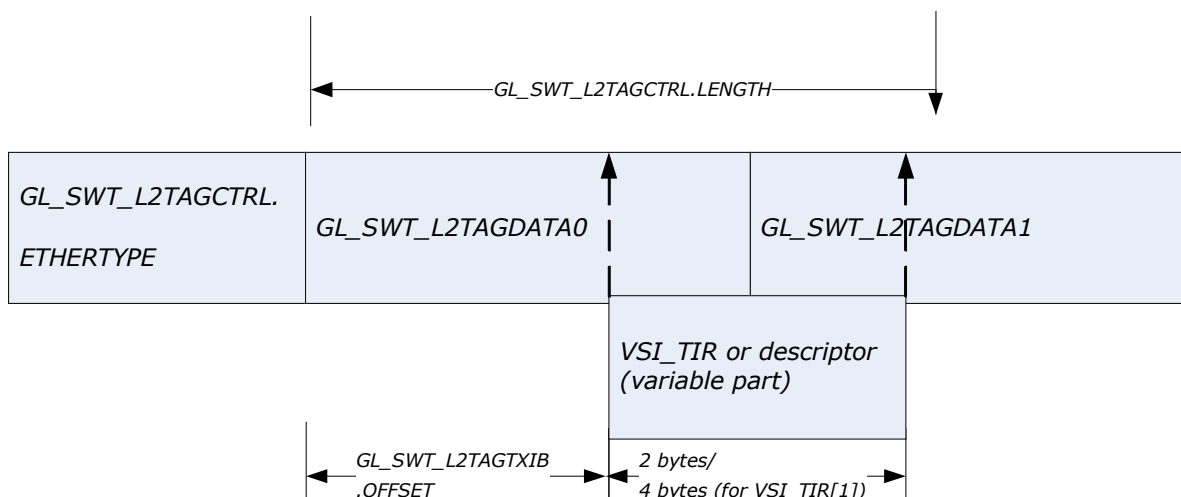 GL_SWT_L2TAGCTRL.LENGTH
GL_SWT_L2TAGCTRL.
ETHERTYPE
GL_SWT_L2TAGDATA0
GL_SWT_L2TAGDATA1
VSI_TIR or descriptor
(variable part)
GL_SWT_L2TAGTXIB
.OFFSET
2 bytes/
4 bytes (for VSI_TIR[1])